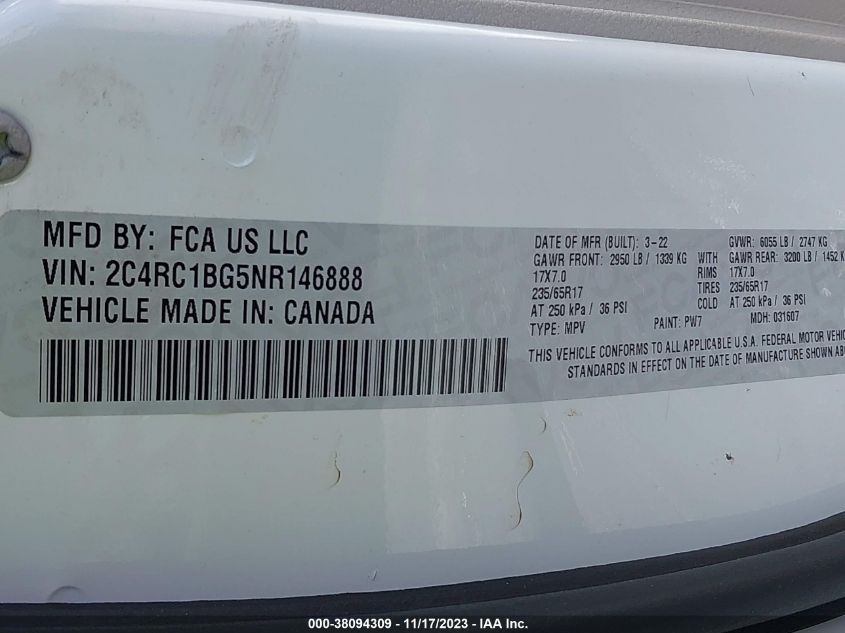 MFD BY: FCA US LLC
VIN: 2C4RC1BG5NR146888
VEHICLE MADE IN: CANADA
DATE OF MFR (BUILT): 3-22 GVWR: 6055 LB / 2747 KG
GAWR FRONT: 2950 LB / 1339 KG WITH GAWR REAR: 3200 LB / 1452 K
17X7.0 RIMS 17X7.0
235/65R17 TIRES 235/65R17
AT 250 kPa / 36 PSI COLD AT 250 kPa / 36 PSI
TYPE: MPV PAINT: PW7 MDH: 031607
THIS VEHICLE CONFORMS TO ALL APPLICABLE U.S.A. FEDERAL MOTOR VEHIC
STANDARDS IN EFFECT ON THE DATE OF MANUFACTURE SHOWN AB
000-38094309 - 11/17/2023 - IAA Inc.